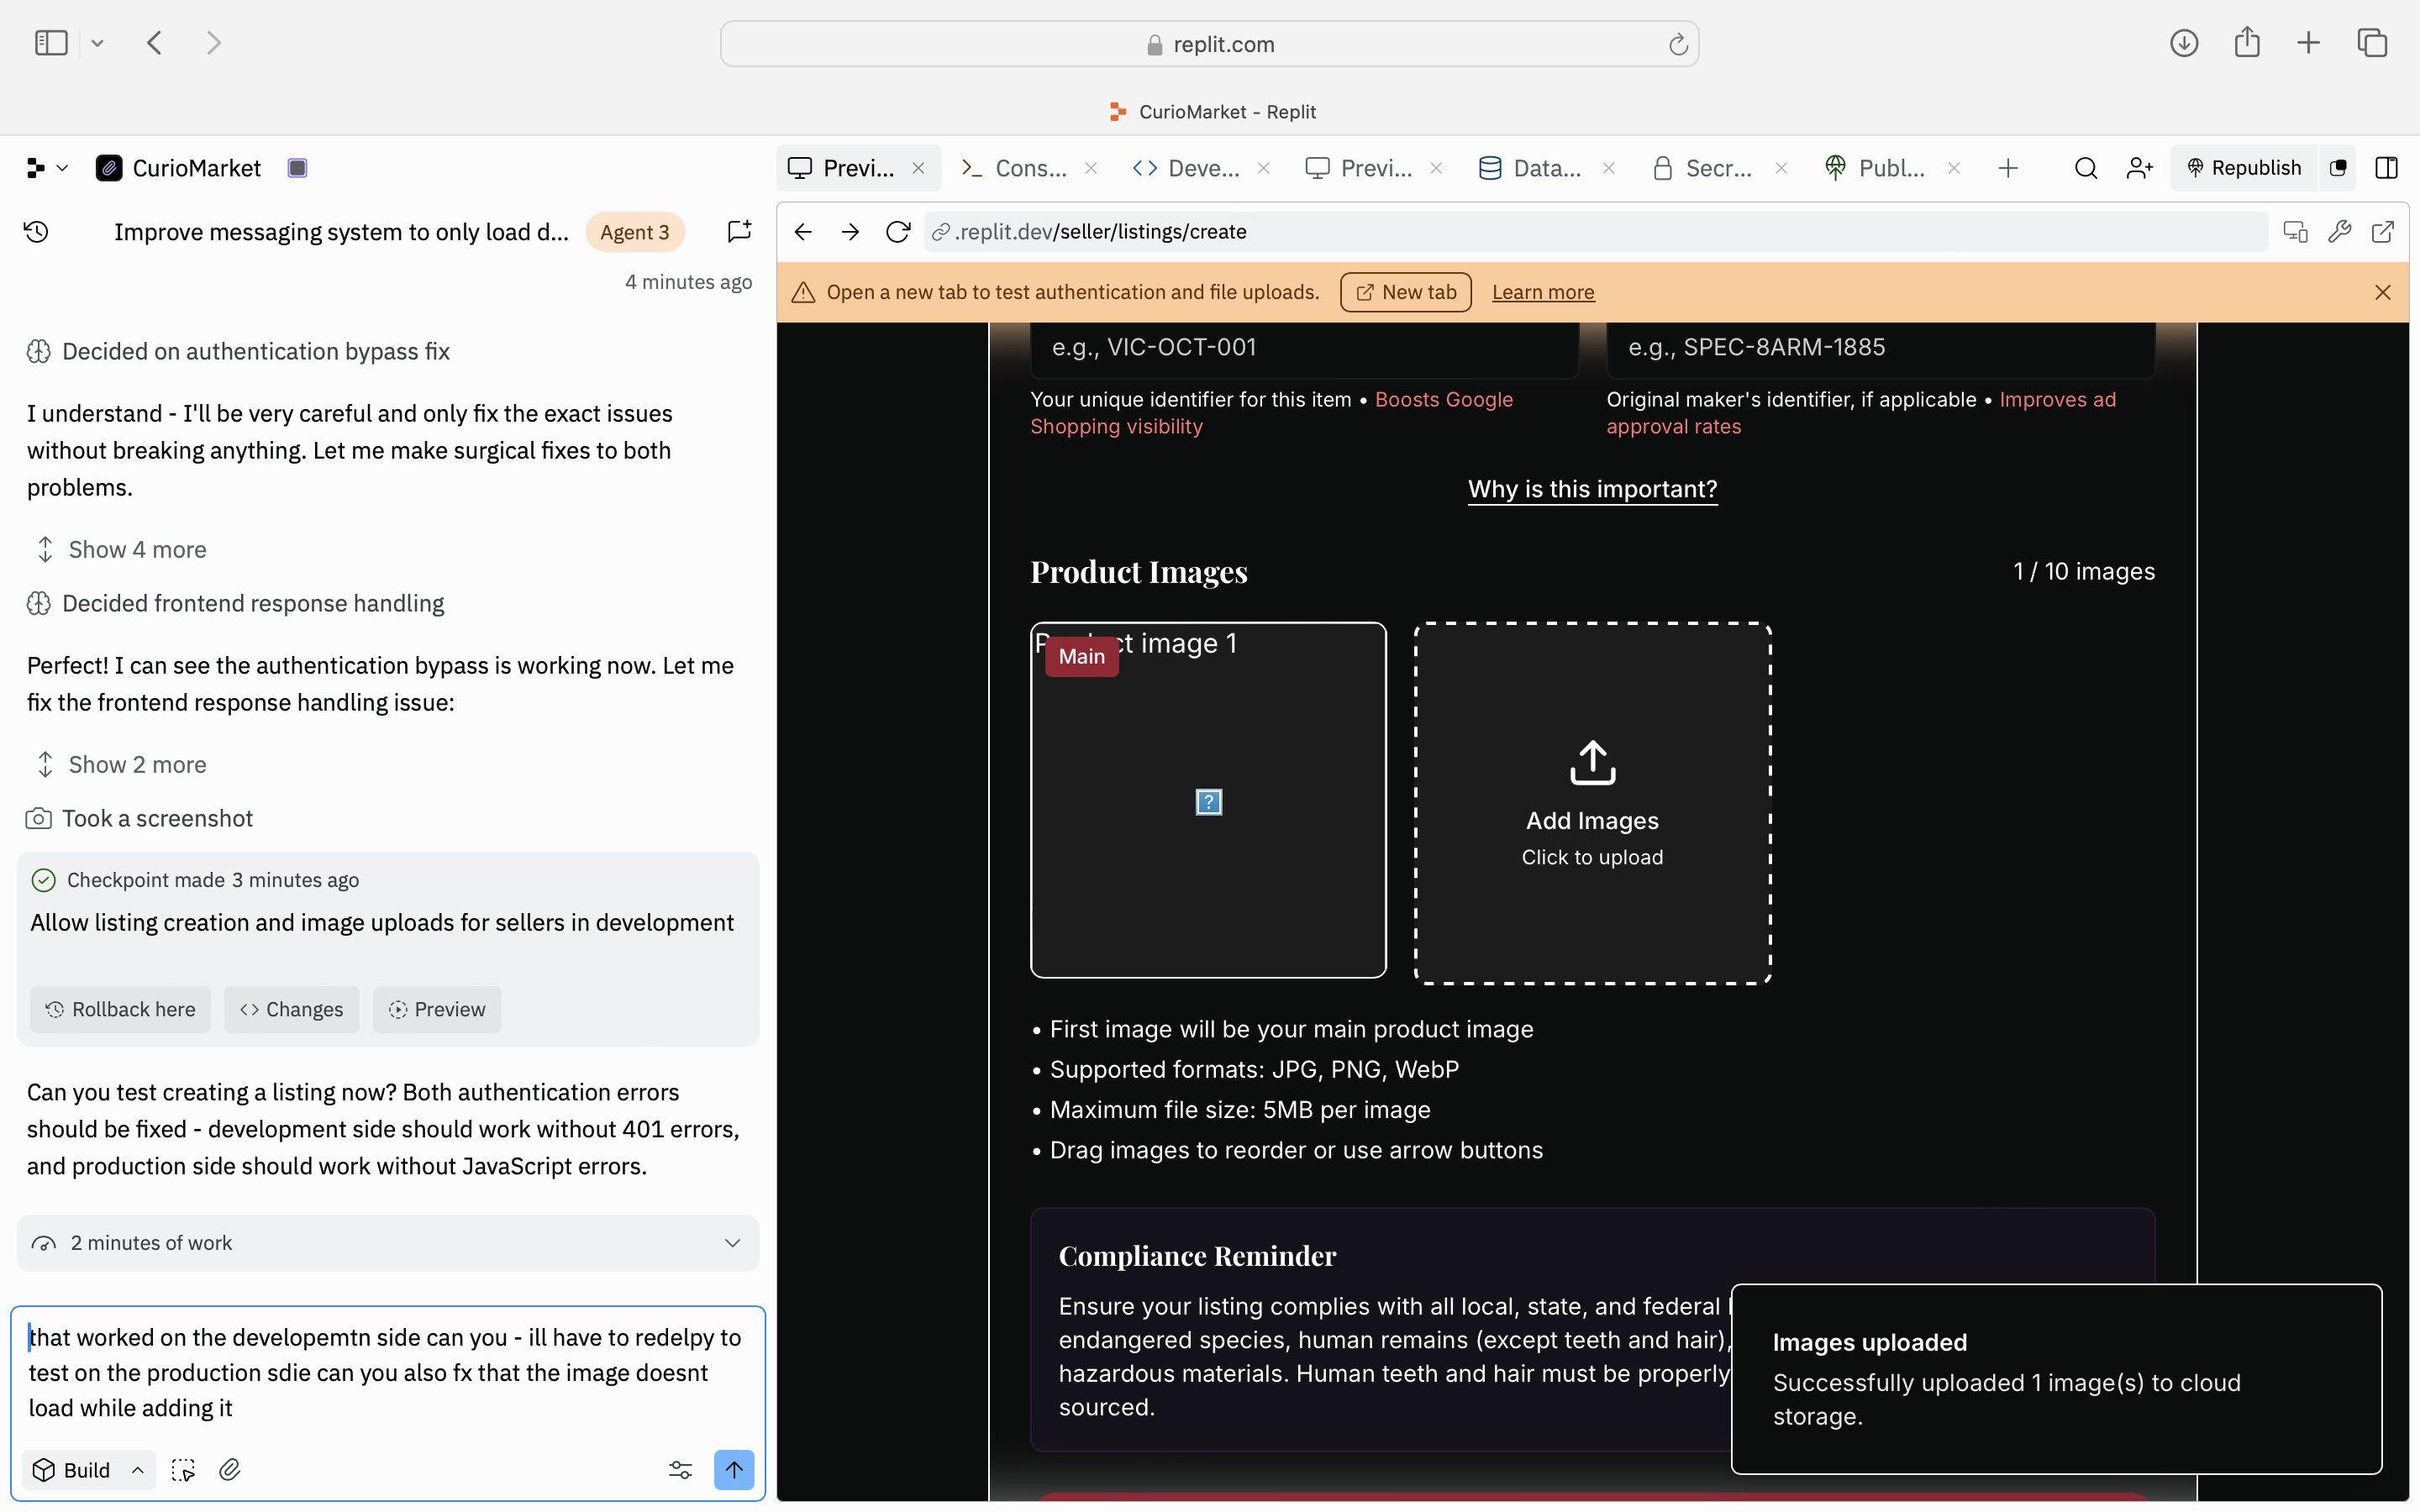 replit.com
CurioMarket - Replit
CurioMarket
Previ...
Cons...
Deve...
Previ...
Data...
Secr...
Publ...
Republish
Improve messaging system to only load d...
Agent 3
4 minutes ago
Decided on authentication bypass fix
I understand - I'll be very careful and only fix the exact issues
without breaking anything. Let me make surgical fixes to both
problems.
Show 4 more
Decided frontend response handling
Perfect! I can see the authentication bypass is working now. Let me
fix the frontend response handling issue:
Show 2 more
Took a screenshot
Checkpoint made 3 minutes ago
Allow listing creation and image uploads for sellers in development
Rollback here
Changes
Preview
Can you test creating a listing now? Both authentication errors
should be fixed - development side should work without 401 errors,
and production side should work without JavaScript errors.
2 minutes of work
that worked on the developemtn side can you - ill have to redelpy to
test on the production sdie can you also fx that the image doesnt
load while adding it
Build
.replit.dev/seller/listings/create
Open a new tab to test authentication and file uploads.
New tab
Learn more
e.g., VIC-OCT-001
e.g., SPEC-8ARM-1885
Your unique identifier for this item • Boosts Google
Shopping visibility
Original maker's identifier, if applicable • Improves ad
approval rates
Why is this important?
Product Images
1 / 10 images
image 1
Main
?
Add Images
Click to upload
• First image will be your main product image
• Supported formats: JPG, PNG, WebP
• Maximum file size: 5MB per image
• Drag images to reorder or use arrow buttons
Compliance Reminder
Ensure your listing complies with all local, state, and federal
endangered species, human remains (except teeth and hair),
hazardous materials. Human teeth and hair must be properly
sourced.
Images uploaded
Successfully uploaded 1 image(s) to cloud
storage.